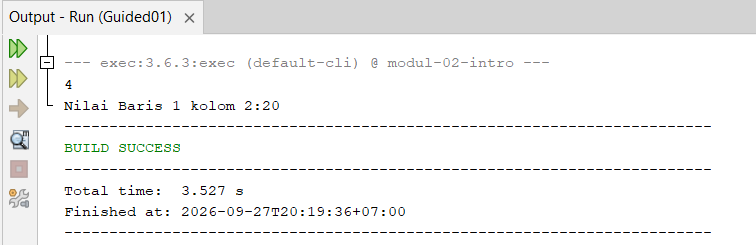 Output - Run (Guided01)
--- exec:3.6.3:exec (default-cli) @ modul-02-intro ---
4
Nilai Baris 1 kolom 2:20
------------------------------------------------------------------------
BUILD SUCCESS
------------------------------------------------------------------------
Total time:  3.527 s
Finished at: 2026-09-27T20:19:36+07:00
------------------------------------------------------------------------